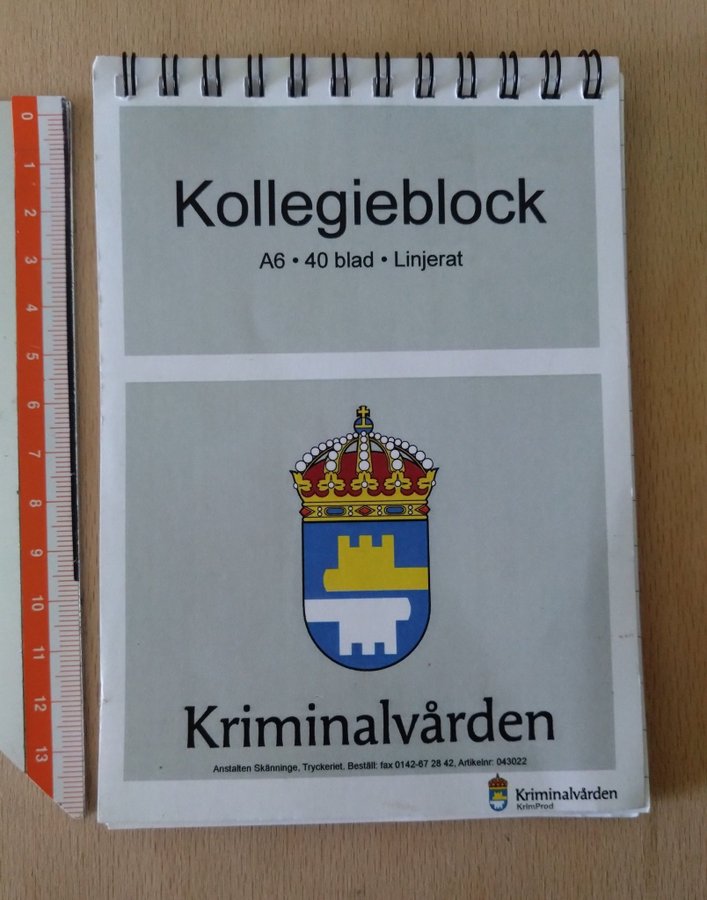 Kollegieblock
A6 • 40 blad • Linjerat
Kriminalvården
Anstalten Skänninge, Tryckeriet, Beställ: fax 0142-67 28 42, Artikelnr: 043022
Kriminalvården
KrimProd
0
1
2
3
4
5
6
7
8
9
10
11
12
13